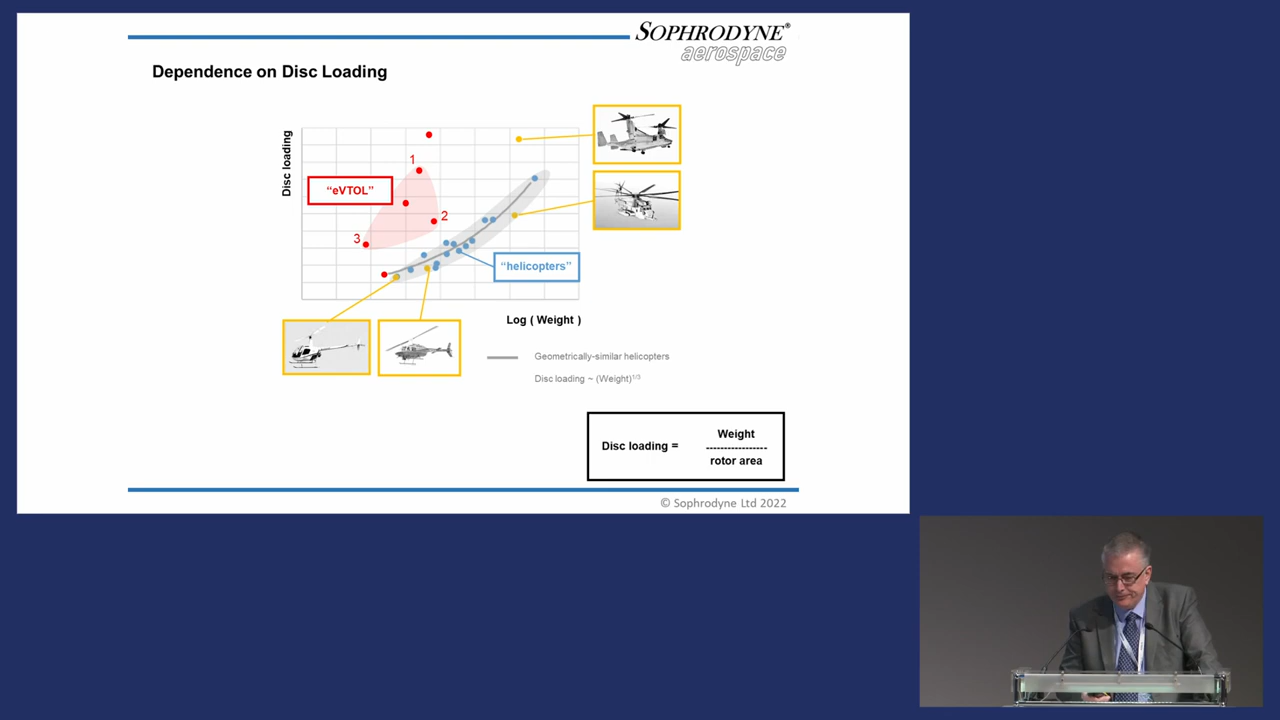 SOPHRODYNE®
aerospace
Dependence on Disc Loading
Disc loading
1
"eVTOL"
2
3
"helicopters"
Log ( Weight )
Geometrically-similar helicopters
Disc loading ~ (Weight)1/3
Weight
Disc loading = -----------------
rotor area
© Sophrodyne Ltd 2022